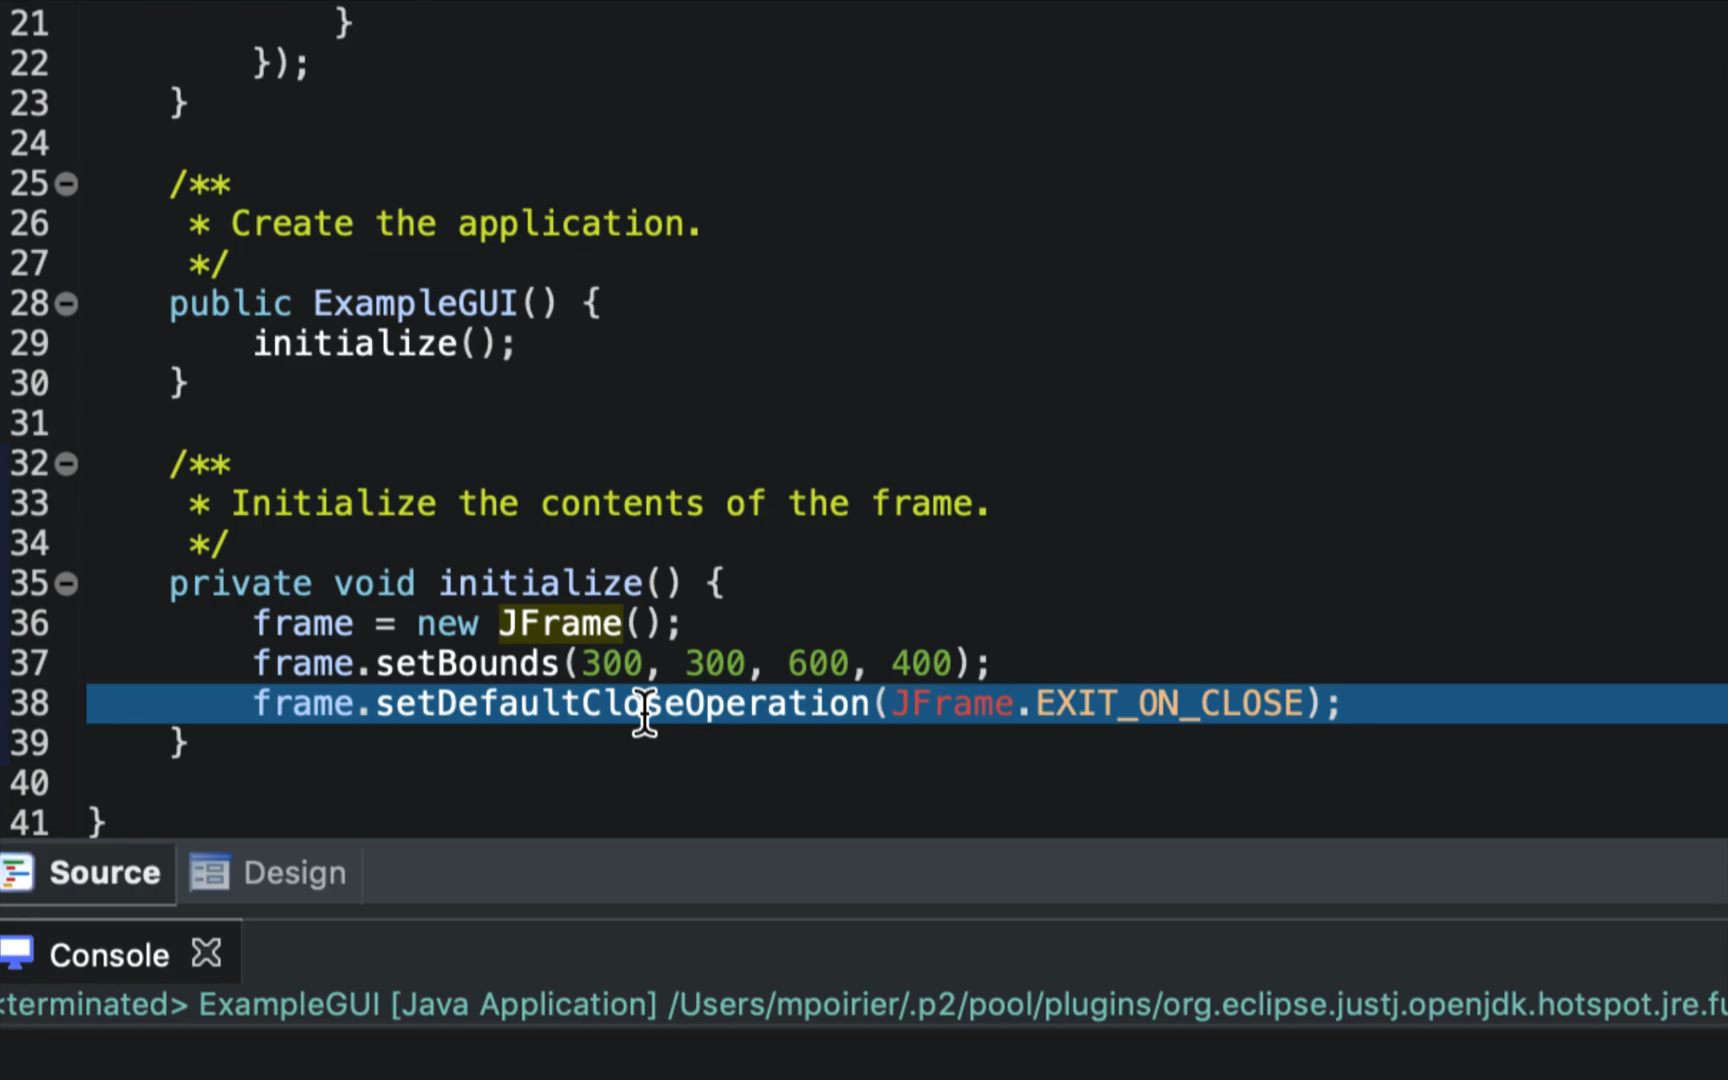 21 }
22 });
23 }
24
25 /**
26 * Create the application.
27 */
28 public ExampleGUI() {
29 initialize();
30 }
31
32 /**
33 * Initialize the contents of the frame.
34 */
35 private void initialize() {
36 frame = new JFrame();
37 frame.setBounds(300, 300, 600, 400);
38 frame.setDefaultCloseOperation(JFrame.EXIT_ON_CLOSE);
39 }
40
41 }
Source Design
Console
<terminated> ExampleGUI [Java Application] /Users/mpoirier/.p2/pool/plugins/org.eclipse.justj.openjdk.hotspot.jre.fu